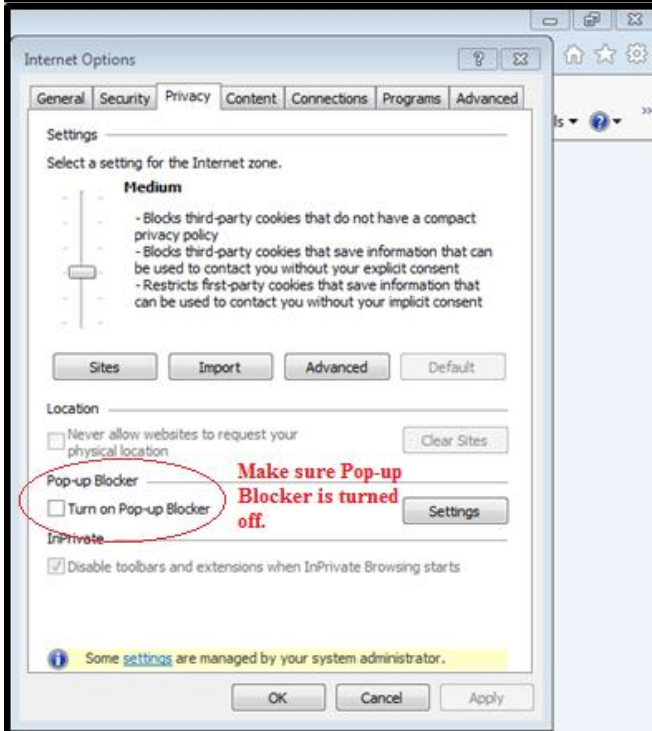 Internet Options
General Security Privacy Content Connections Programs Advanced
ls
Settings
Select a setting for the Internet zone.
Medium
- Blocks third-party cookies that do not have a compact
privacy policy
- Blocks third-party cookies that save information that can
be used to contact you without your explicit consent
- Restricts first-party cookies that save information that
can be used to contact you without your implicit consent
Sites Import Advanced Default
Location
Never allow websites to request your
physical location
Clear Sites
Pop-up Blocker
Turn on Pop-up Blocker
Make sure Pop-up
Blocker is turned
off.
Settings
InPrivate
Disable toolbars and extensions when InPrivate Browsing starts
Some settings are managed by your system administrator.
OK Cancel Apply